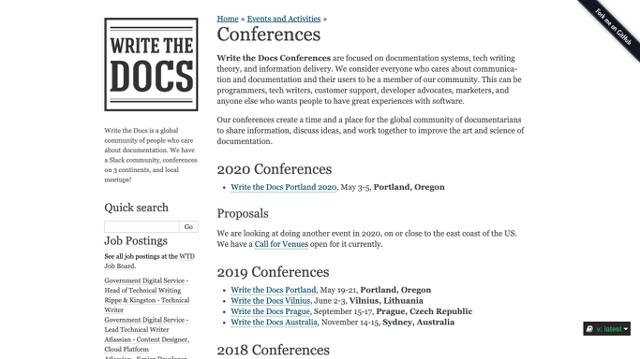 Fork me on GitHub
WRITE THE
DOCS
Write the Docs is a global
community of people who care
about documentation. We have
a Slack community, conferences
on 3 continents, and local
meetups!
Quick search
Go
Job Postings
See all job postings at the WTD
Job Board.
Government Digital Service -
Head of Technical Writing
Rippe & Kingston - Technical
Writer
Government Digital Service -
Lead Technical Writer
Atlassian - Content Designer,
Cloud Platform
Atlassian - Senior Developer
Home » Events and Activities »
Conferences
Write the Docs Conferences are focused on documentation systems, tech writing
theory, and information delivery. We consider everyone who cares about communica-
tion and documentation and their users to be a member of our community. This can be
programmers, tech writers, customer support, developer advocates, marketers, and
anyone else who wants people to have great experiences with software.
Our conferences create a time and a place for the global community of documentarians
to share information, discuss ideas, and work together to improve the art and science of
documentation.
2020 Conferences
• Write the Docs Portland 2020, May 3-5, Portland, Oregon
Proposals
We are looking at doing another event in 2020, on or close to the east coast of the US.
We have a Call for Venues open for it currently.
2019 Conferences
• Write the Docs Portland, May 19-21, Portland, Oregon
• Write the Docs Vilnius, June 2-3, Vilnius, Lithuania
• Write the Docs Prague, September 15-17, Prague, Czech Republic
• Write the Docs Australia, November 14-15, Sydney, Australia
2018 Conferences
v: latest